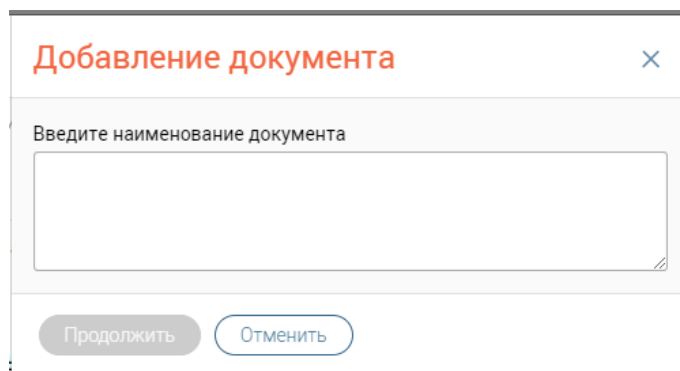 Добавление документа
Введите наименование документа
Продолжить
Отменить